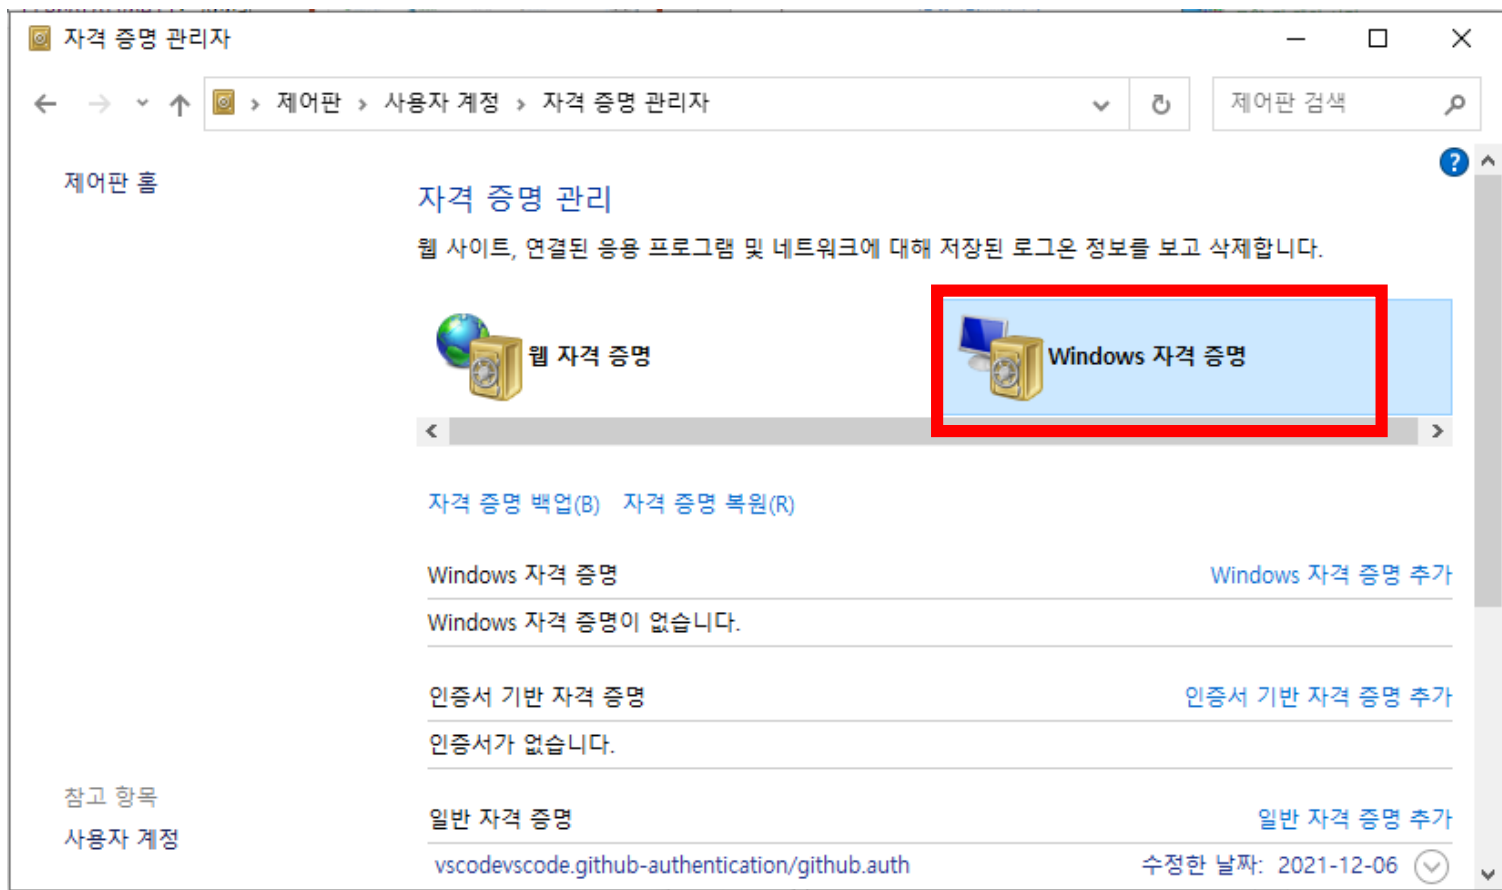 자격 증명 관리자
제어판 › 사용자 계정 › 자격 증명 관리자
제어판 검색
제어판 홈
자격 증명 관리
웹 사이트, 연결된 응용 프로그램 및 네트워크에 대해 저장된 로그온 정보를 보고 삭제합니다.
웹 자격 증명
Windows 자격 증명
자격 증명 백업(B) 자격 증명 복원(R)
Windows 자격 증명 Windows 자격 증명 추가
Windows 자격 증명이 없습니다.
인증서 기반 자격 증명 인증서 기반 자격 증명 추가
인증서가 없습니다.
일반 자격 증명 일반 자격 증명 추가
vscodevscode.github-authentication/github.auth 수정한 날짜: 2021-12-06
참고 항목
사용자 계정